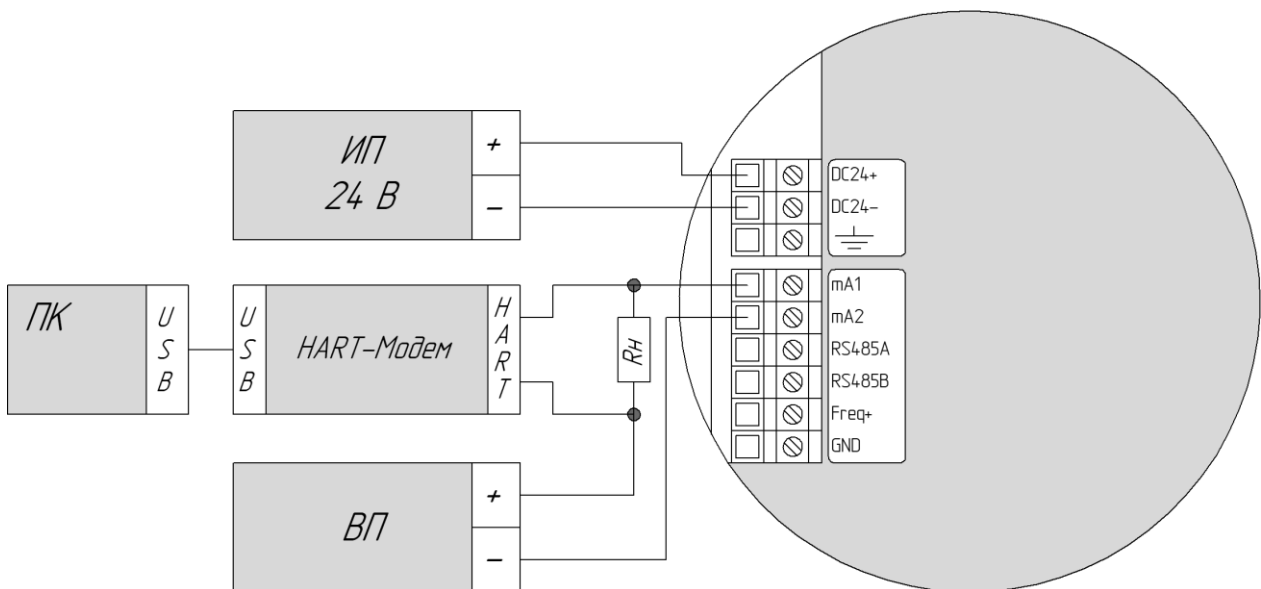 ИП
24 В
+
−
DC24+
DC24−
ПК
USB
USB
HART-Модем
HART
Rн
mA1
mA2
RS485A
RS485B
Freq+
GND
ВП
+
−